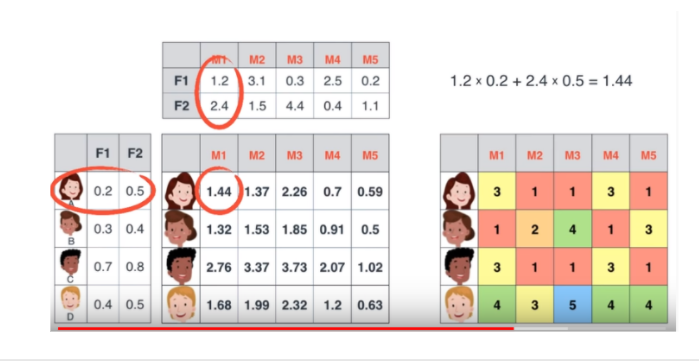 M1 M2 M3 M4 M5
F1 1.2 3.1 0.3 2.5 0.2
F2 2.4 1.5 4.4 0.4 1.1
1.2 × 0.2 + 2.4 × 0.5 = 1.44
F1 F2
A 0.2 0.5
B 0.3 0.4
C 0.7 0.8
D 0.4 0.5
M1 M2 M3 M4 M5
1.44 1.37 2.26 0.7 0.59
1.32 1.53 1.85 0.91 0.5
2.76 3.37 3.73 2.07 1.02
1.68 1.99 2.32 1.2 0.63
M1 M2 M3 M4 M5
3 1 1 3 1
1 2 4 1 3
3 1 1 3 1
4 3 5 4 4